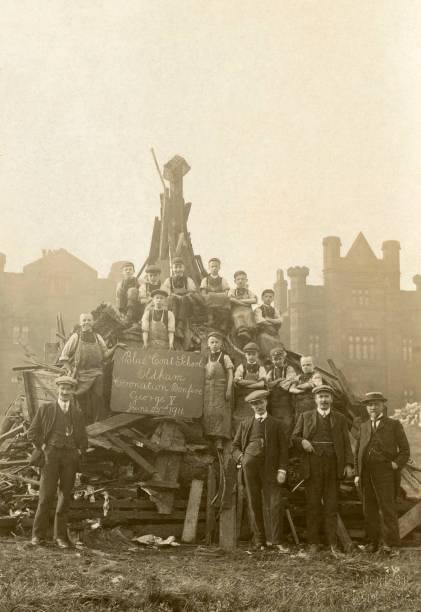 Blue Coat School
Oldham
Coronation Bonfire
George V
June 22nd 1911